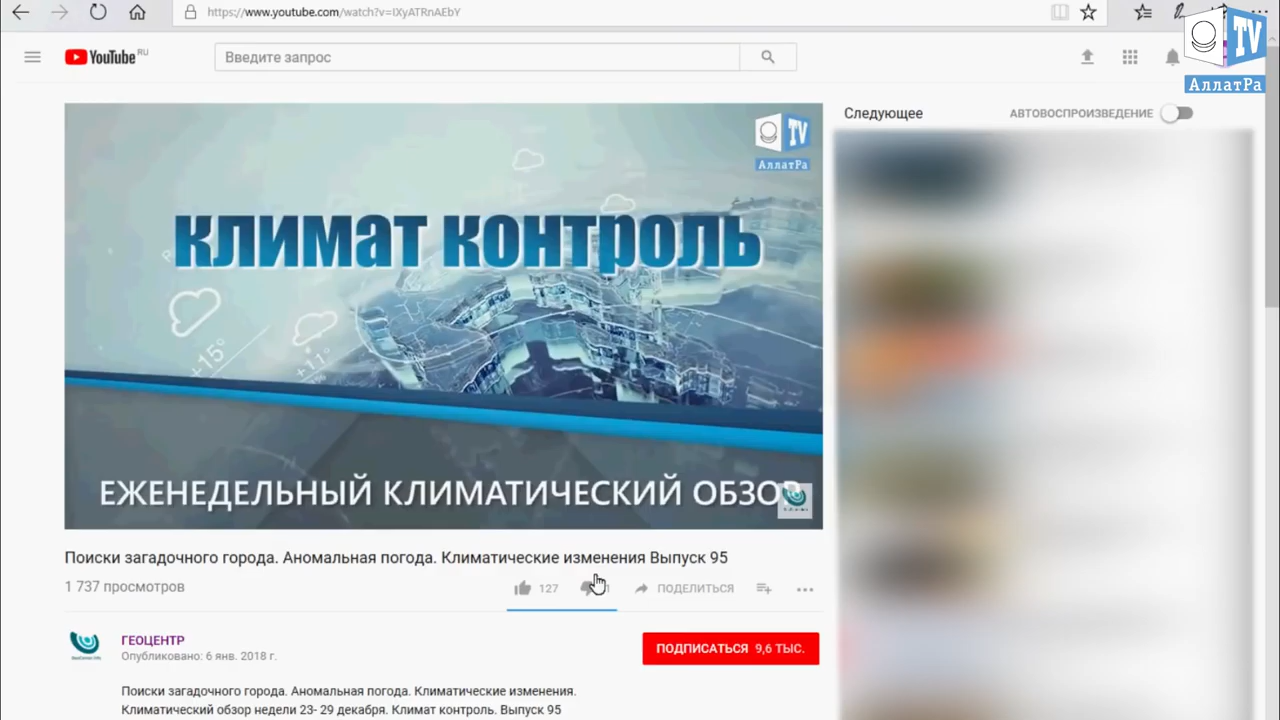 https://www.youtube.com/watch?v=IXyATRnAEbY
TV
АллатРа
YouTube RU
Введите запрос
Следующее
АВТОВОСПРОИЗВЕДЕНИЕ
TV
АллатРа
климат контроль
+15°
+11°
ЕЖЕНЕДЕЛЬНЫЙ КЛИМАТИЧЕСКИЙ ОБЗОР
Поиски загадочного города. Аномальная погода. Климатические изменения Выпуск 95
1 737 просмотров
127
1
ПОДЕЛИТЬСЯ
ГЕОЦЕНТР
Опубликовано: 6 янв. 2018 г.
ПОДПИСАТЬСЯ 9,6 ТЫС.
Поиски загадочного города. Аномальная погода. Климатические изменения.
Климатический обзор недели 23- 29 декабря. Климат контроль. Выпуск 95